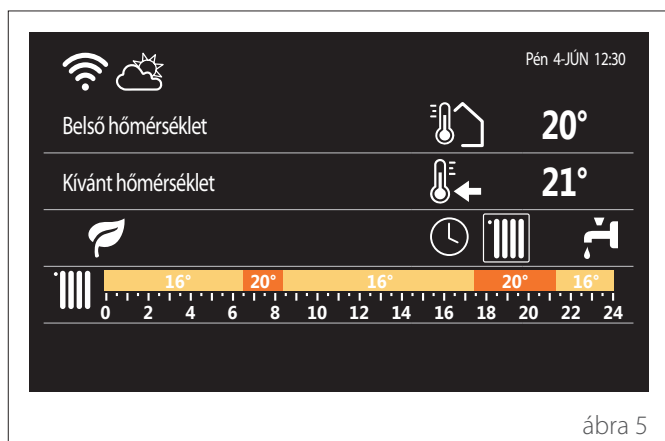 Pén 4-JÚN 12:30
Belső hőmérséklet 20°
Kívánt hőmérséklet 21°
16° 20° 16° 20° 16°
0 2 4 6 8 10 12 14 16 18 20 22 24
ábra 5